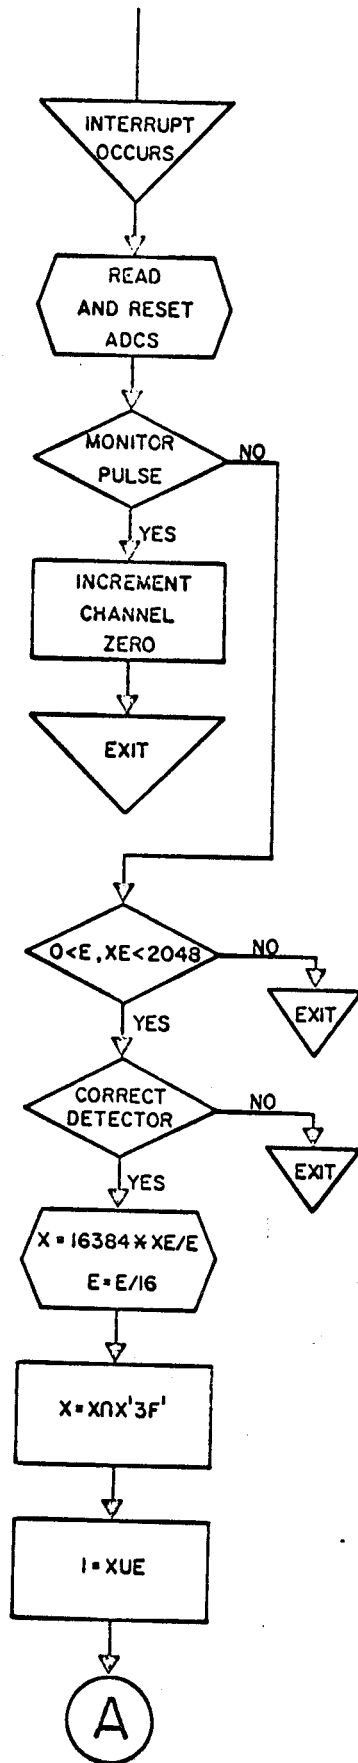 INTERRUPT
OCCURS
READ
AND RESET
ADCS
MONITOR
PULSE
NO
YES
INCREMENT
CHANNEL
ZERO
EXIT
O<E, XE<2048
NO
EXIT
YES
CORRECT
DETECTOR
NO
EXIT
YES
X = 16384 * XE/E
E = E/16
X = X∩X'3F'
I = XUE
A